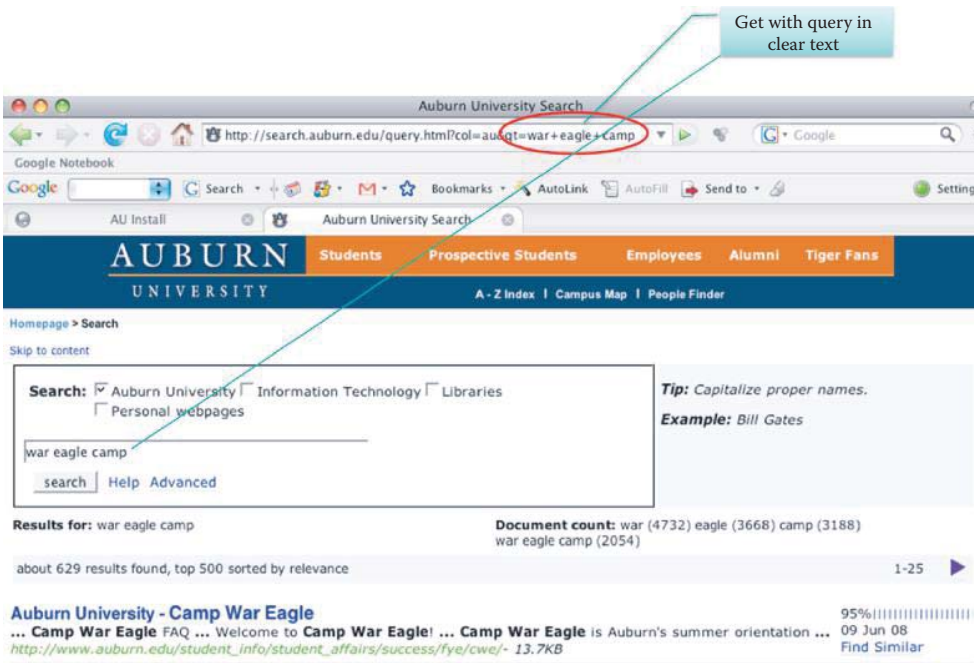 Get with query in
clear text
Auburn University Search
http://search.auburn.edu/query.html?col=au&qt=war+eagle+camp
G Google
Google Notebook
Google G Search Bookmarks AutoLink AutoFill Send to Setting
AU Install Auburn University Search
AUBURN Students Prospective Students Employees Alumni Tiger Fans
UNIVERSITY A - Z Index | Campus Map | People Finder
Homepage > Search
Skip to content
Search: Auburn University Information Technology Libraries
Personal webpages
Tip: Capitalize proper names.
Example: Bill Gates
war eagle camp
search Help Advanced
Results for: war eagle camp
Document count: war (4732) eagle (3668) camp (3188)
war eagle camp (2054)
about 629 results found, top 500 sorted by relevance 1-25
Auburn University - Camp War Eagle 95%
... Camp War Eagle FAQ ... Welcome to Camp War Eagle! ... Camp War Eagle is Auburn's summer orientation ... 09 Jun 08
http://www.auburn.edu/student_info/student_affairs/success/fye/cwe/- 13.7KB Find Similar